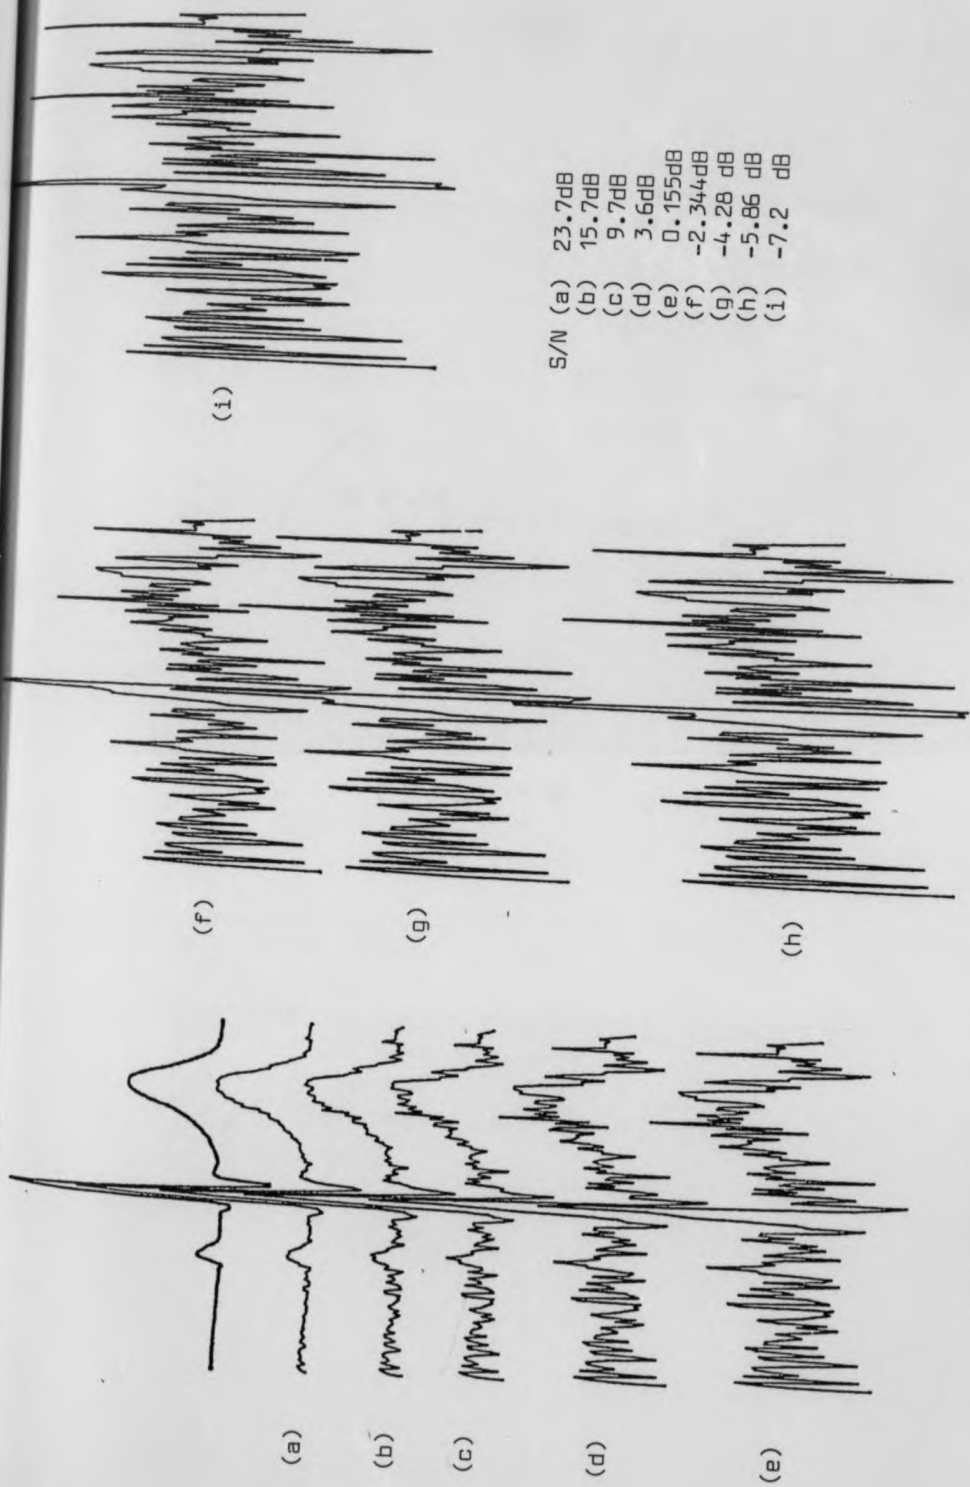 (a)
(b)
(c)
(d)
(e)
(f)
(g)
(h)
(i)
S/N (a) 23.7dB
(b) 15.7dB
(c) 9.7dB
(d) 3.6dB
(e) 0.155dB
(f) -2.344dB
(g) -4.28 dB
(h) -5.86 dB
(i) -7.2 dB